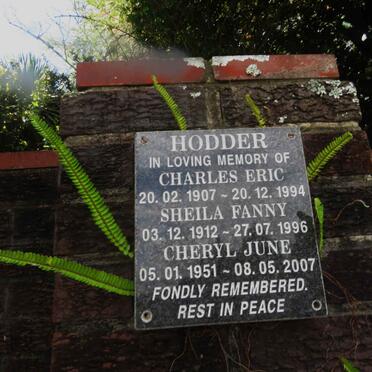 HODDER
IN LOVING MEMORY OF
CHARLES ERIC
20. 02. 1907 ~ 20. 12. 1994
SHEILA FANNY
03. 12. 1912 ~ 27. 07. 1996
CHERYL JUNE
05. 01. 1951 ~ 08. 05. 2007
FONDLY REMEMBERED.
REST IN PEACE